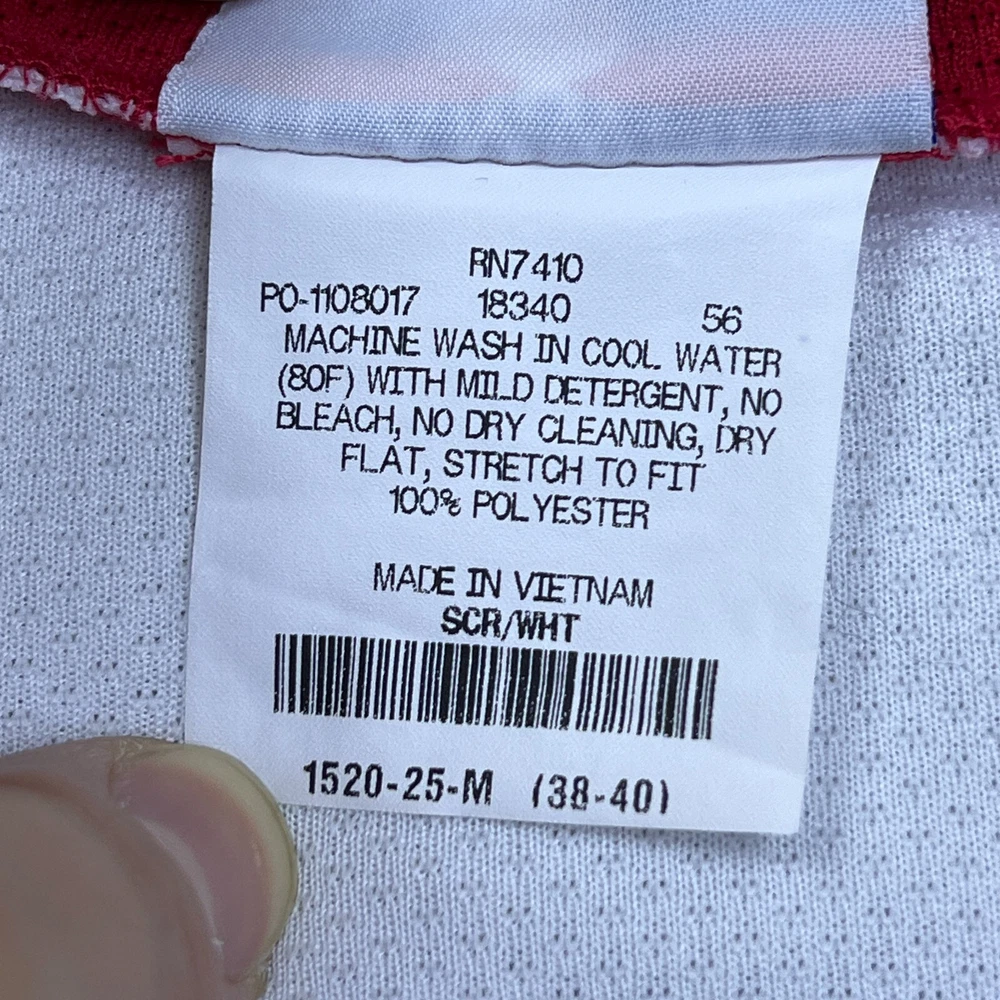 RN7410
PO-1108017 18340 56
MACHINE WASH IN COOL WATER
(80F) WITH MILD DETERGENT, NO
BLEACH, NO DRY CLEANING, DRY
FLAT, STRETCH TO FIT
100% POLYESTER
MADE IN VIETNAM
SCR/WHT
1520-25-M (38-40)